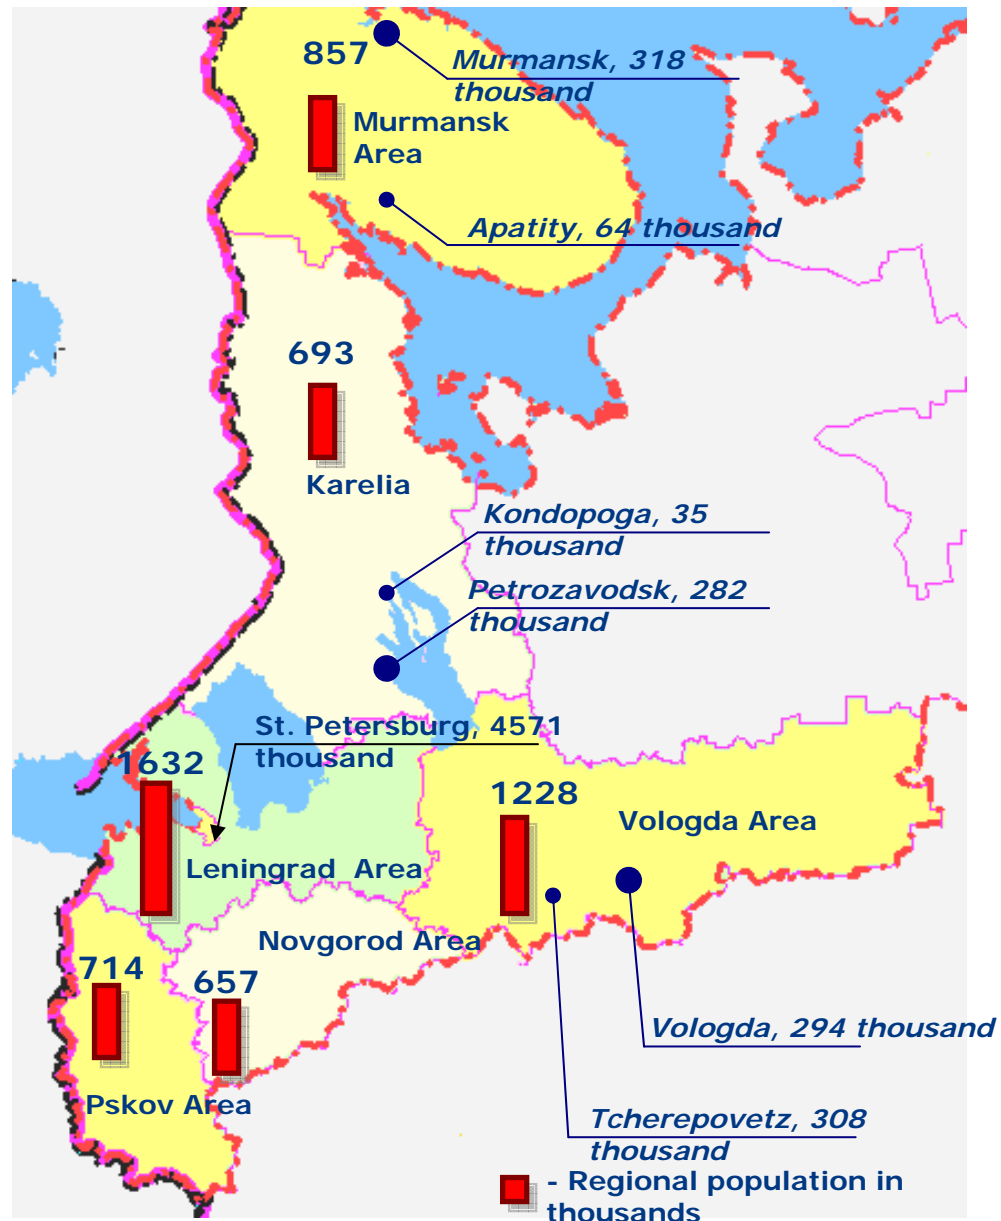 857
Murmansk, 318
thousand
Murmansk
Area
Apatity, 64 thousand
693
Karelia
Kondopoga, 35
thousand
Petrozavodsk, 282
thousand
St. Petersburg, 4571
thousand
1632
1228
Vologda Area
Leningrad Area
Novgorod Area
714
657
Vologda, 294 thousand
Pskov Area
Tcherepovetz, 308
thousand
- Regional population in
thousands